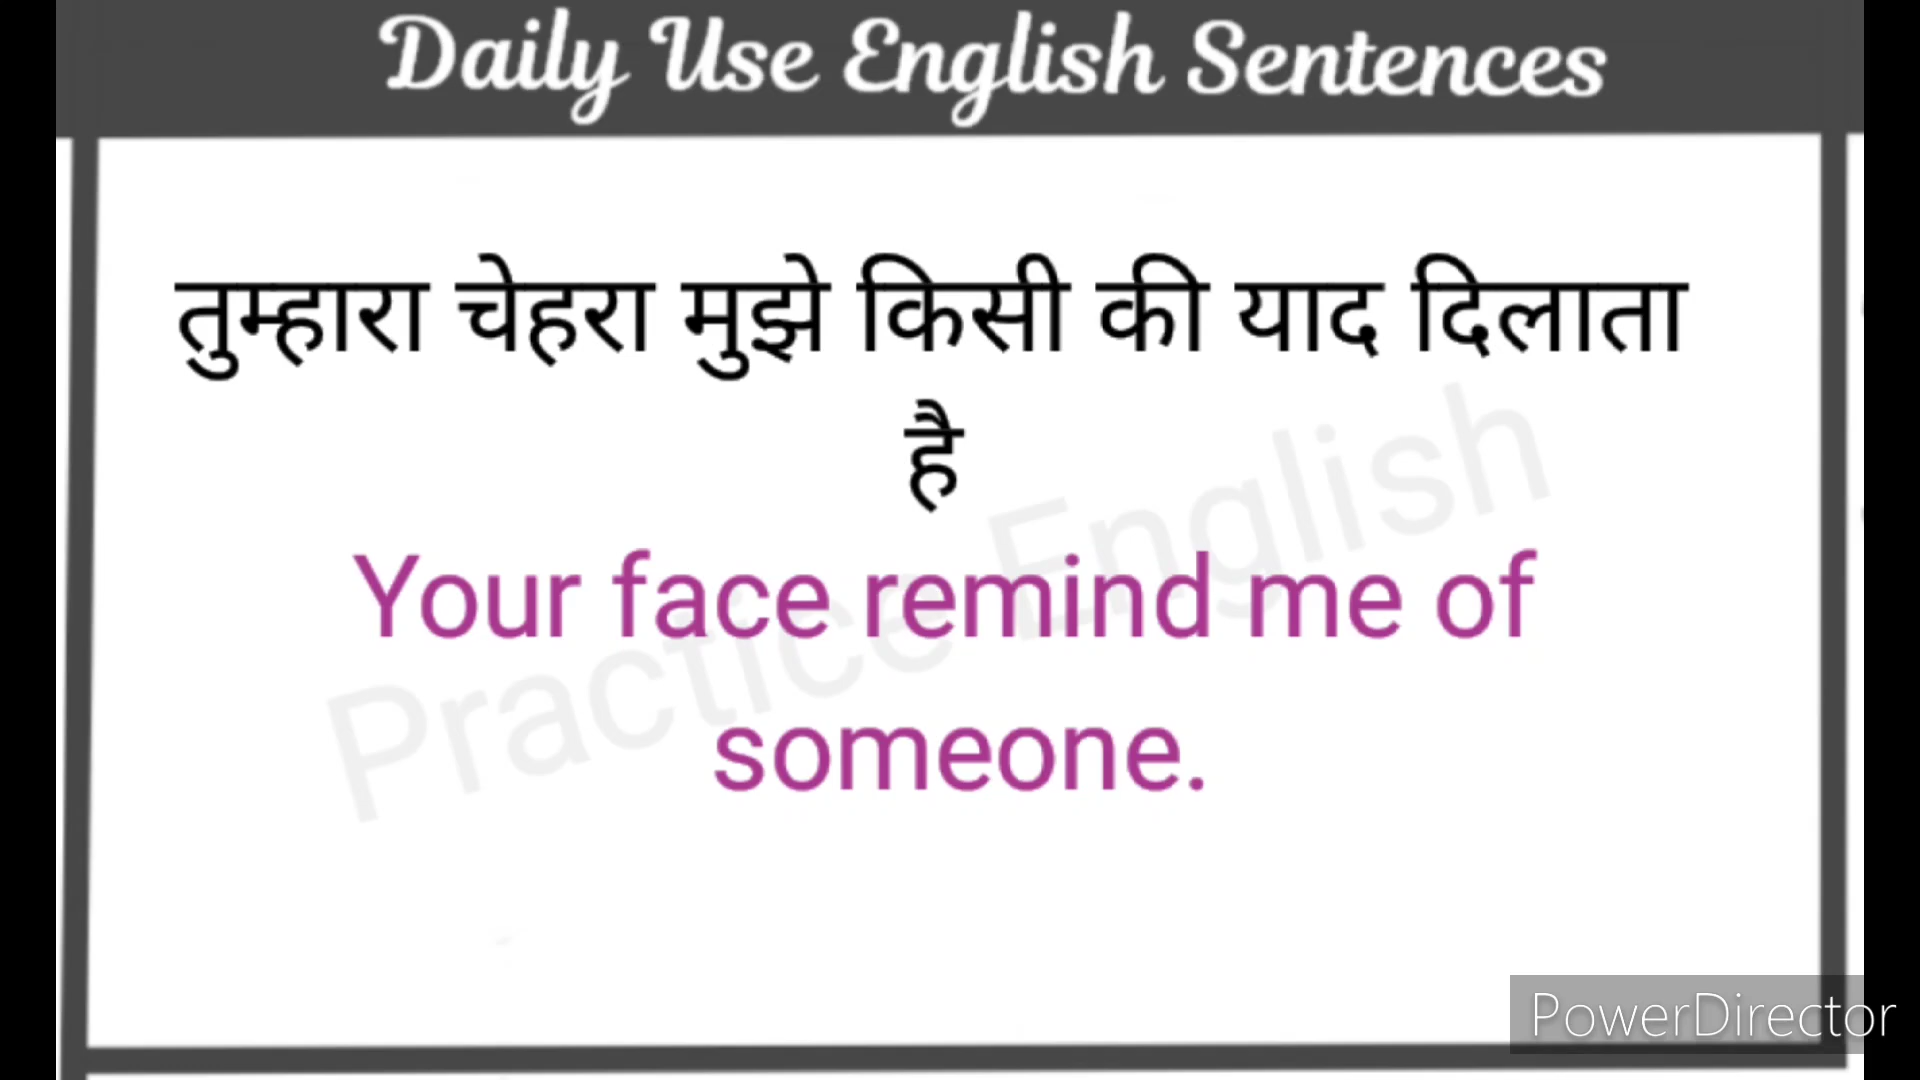 Daily Use English Sentences
तुम्हारा चेहरा मुझे किसी की याद दिलाता
है
Your face remind me of
someone.
Practice English
PowerDirector